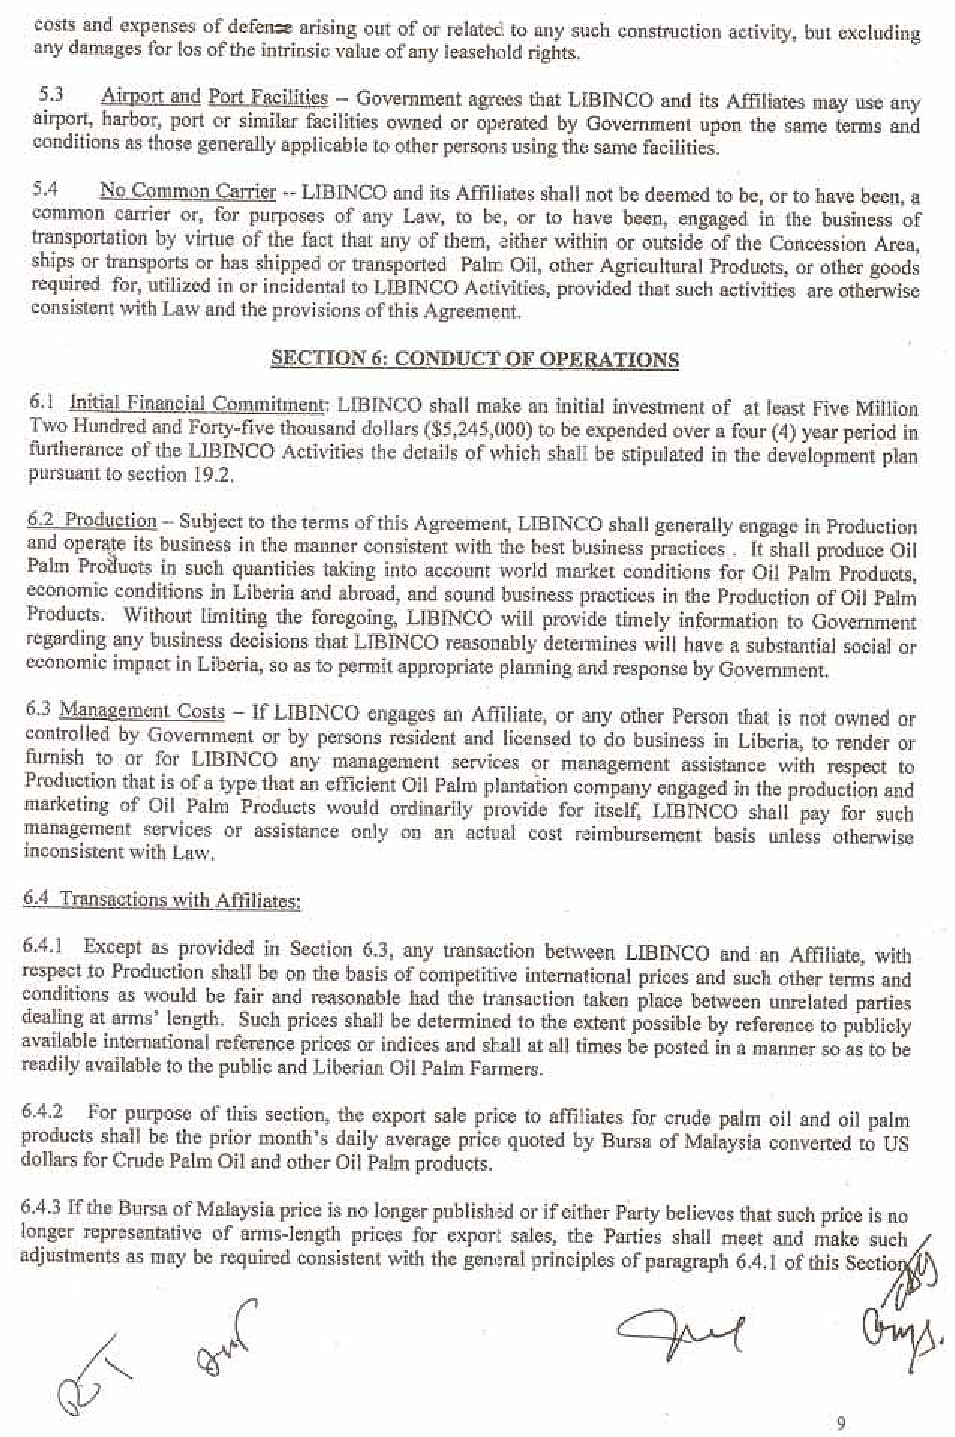 costs and expenses of defense arising out of or related to any such construction activity, but excluding
any damages for los of the intrinsic value of any leasehold rights.
5.3 Airport and Port Facilities – Government agrees that LIBINCO and its Affiliates may use any
airport, harbor, port or similar facilities owned or operated by Government upon the same terms and
conditions as those generally applicable to other persons using the same facilities.
5.4 No Common Carrier -- LIBINCO and its Affiliates shall not be deemed to be, or to have been, a
common carrier or, for purposes of any Law, to be, or to have been, engaged in the business of
transportation by virtue of the fact that any of them, either within or outside of the Concession Area,
ships or transports or has shipped or transported Palm Oil, other Agricultural Products, or other goods
required for, utilized in or incidental to LIBINCO Activities, provided that such activities are otherwise
consistent with Law and the provisions of this Agreement.
SECTION 6: CONDUCT OF OPERATIONS
6.1 Initial Financial Commitment: LIBINCO shall make an initial investment of at least Five Million
Two Hundred and Forty-five thousand dollars ($5,245,000) to be expended over a four (4) year period in
furtherance of the LIBINCO Activities the details of which shall be stipulated in the development plan
pursuant to section 19.2.
6.2 Production -- Subject to the terms of this Agreement, LIBINCO shall generally engage in Production
and operate its business in the manner consistent with the best business practices . It shall produce Oil
Palm Products in such quantities taking into account world market conditions for Oil Palm Products,
economic conditions in Liberia and abroad, and sound business practices in the Production of Oil Palm
Products. Without limiting the foregoing, LIBINCO will provide timely information to Government
regarding any business decisions that LIBINCO reasonably determines will have a substantial social or
economic impact in Liberia, so as to permit appropriate planning and response by Government.
6.3 Management Costs – If LIBINCO engages an Affiliate, or any other Person that is not owned or
controlled by Government or by persons resident and licensed to do business in Liberia, to render or
furnish to or for LIBINCO any management services or management assistance with respect to
Production that is of a type that an efficient Oil Palm plantation company engaged in the production and
marketing of Oil Palm Products would ordinarily provide for itself, LIBINCO shall pay for such
management services or assistance only on an actual cost reimbursement basis unless otherwise
inconsistent with Law.
6.4 Transactions with Affiliates:
6.4.1 Except as provided in Section 6.3, any transaction between LIBINCO and an Affiliate, with
respect to Production shall be on the basis of competitive international prices and such other terms and
conditions as would be fair and reasonable had the transaction taken place between unrelated parties
dealing at arms’ length. Such prices shall be determined to the extent possible by reference to publicly
available international reference prices or indices and shall at all times be posted in a manner so as to be
readily available to the public and Liberian Oil Palm Farmers.
6.4.2 For purpose of this section, the export sale price to affiliates for crude palm oil and oil palm
products shall be the prior month’s daily average price quoted by Bursa of Malaysia converted to US
dollars for Crude Palm Oil and other Oil Palm products.
6.4.3 If the Bursa of Malaysia price is no longer published or if either Party believes that such price is no
longer representative of arms-length prices for export sales, the Parties shall meet and make such
adjustments as may be required consistent with the general principles of paragraph 6.4.1 of this Section
RT
9